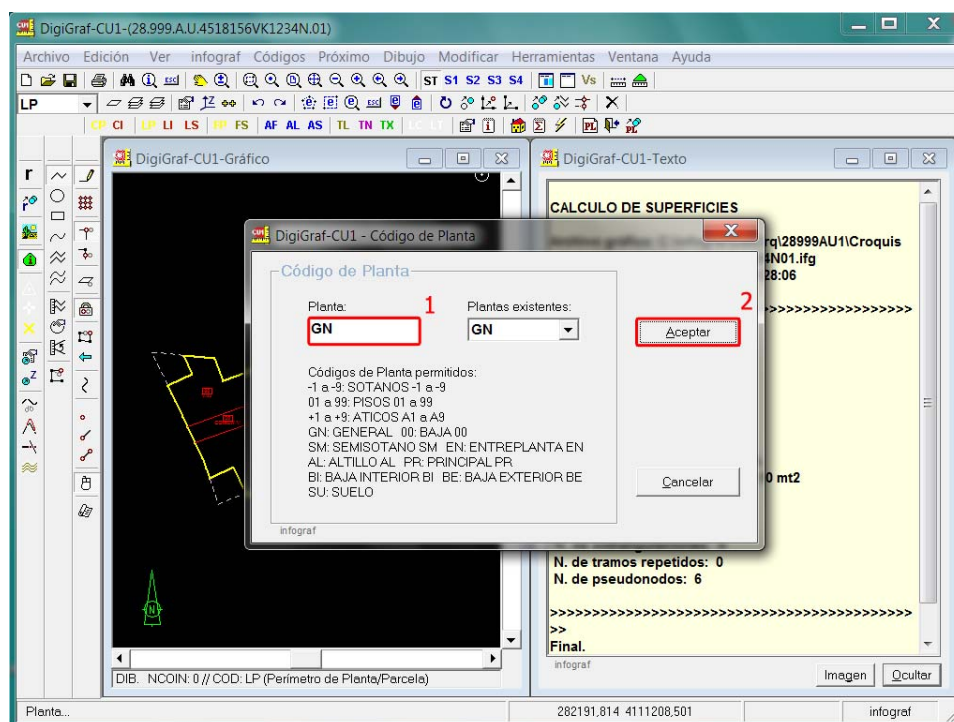 DigiGraf-CU1-(28.999.A.U.4518156VK1234N.01)
Archivo Edición Ver infograf Códigos Próximo Dibujo Modificar Herramientas Ventana Ayuda
ST S1 S2 S3 S4 Vs
LP
CP CI LP LI LS FP FS AF AL AS TL TN TX LC LT
DigiGraf-CU1-Gráfico
DigiGraf-CU1-Texto
CALCULO DE SUPERFICIES
rq\28999AU1\Croquis
4N01.ifg
28:06
>>>>>>>>>>>>>>>>>>
0 mt2
N. de tramos repetidos: 0
N. de pseudonodos: 6
>>>>>>>>>>>>>>>>>>>>>>>>>>>>>>>>>>>>>>>>>>>
>>
Final.
infograf
Imagen Ocultar
DigiGraf-CU1 - Código de Planta
Código de Planta
Planta: 1 Plantas existentes: 2
GN GN Aceptar
Códigos de Planta permitidos:
-1 a -9: SOTANOS -1 a -9
01 a 99: PISOS 01 a 99
+1 a +9: ATICOS A1 a A9
GN: GENERAL 00: BAJA 00
SM: SEMISOTANO SM EN: ENTREPLANTA EN
AL: ALTILLO AL PR: PRINCIPAL PR
BI: BAJA INTERIOR BI BE: BAJA EXTERIOR BE
SU: SUELO
Cancelar
infograf
N
DIB. NCOIN: 0 // COD: LP (Perímetro de Planta/Parcela)
Planta... 282191,814 4111208,501 infograf